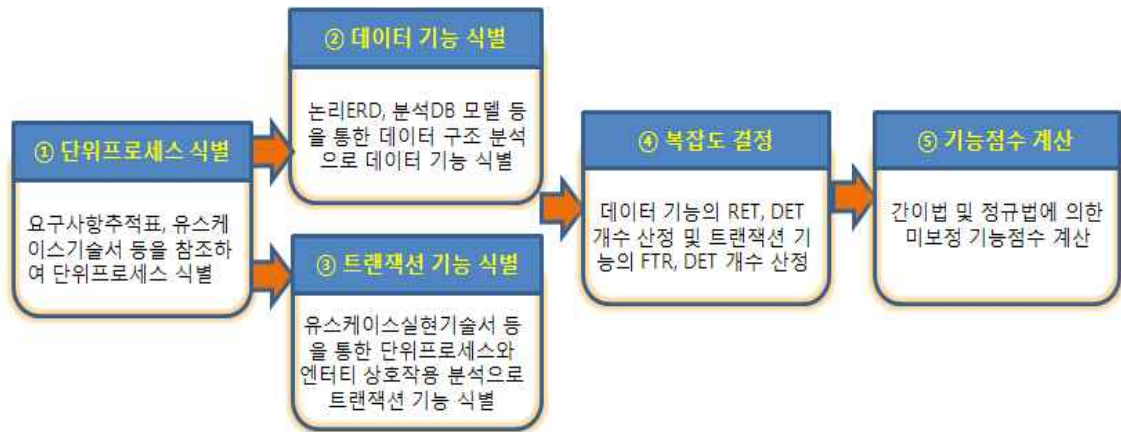 ① 단위프로세스 식별
요구사항추적표, 유스케
이스기술서 등을 참조하
여 단위프로세스 식별
② 데이터 기능 식별
논리ERD, 분석DB 모델 등
을 통한 데이터 구조 분석
으로 데이터 기능 식별
③ 트랜잭션 기능 식별
유스케이스실현기술서 등
을 통한 단위프로세스와
엔터티 상호작용 분석으로
트랜잭션 기능 식별
④ 복잡도 결정
데이터 기능의 RET, DET
개수 산정 및 트랜잭션 기
능의 FTR, DET 개수 산정
⑤ 기능점수 계산
간이법 및 정규법에 의한
미보정 기능점수 계산